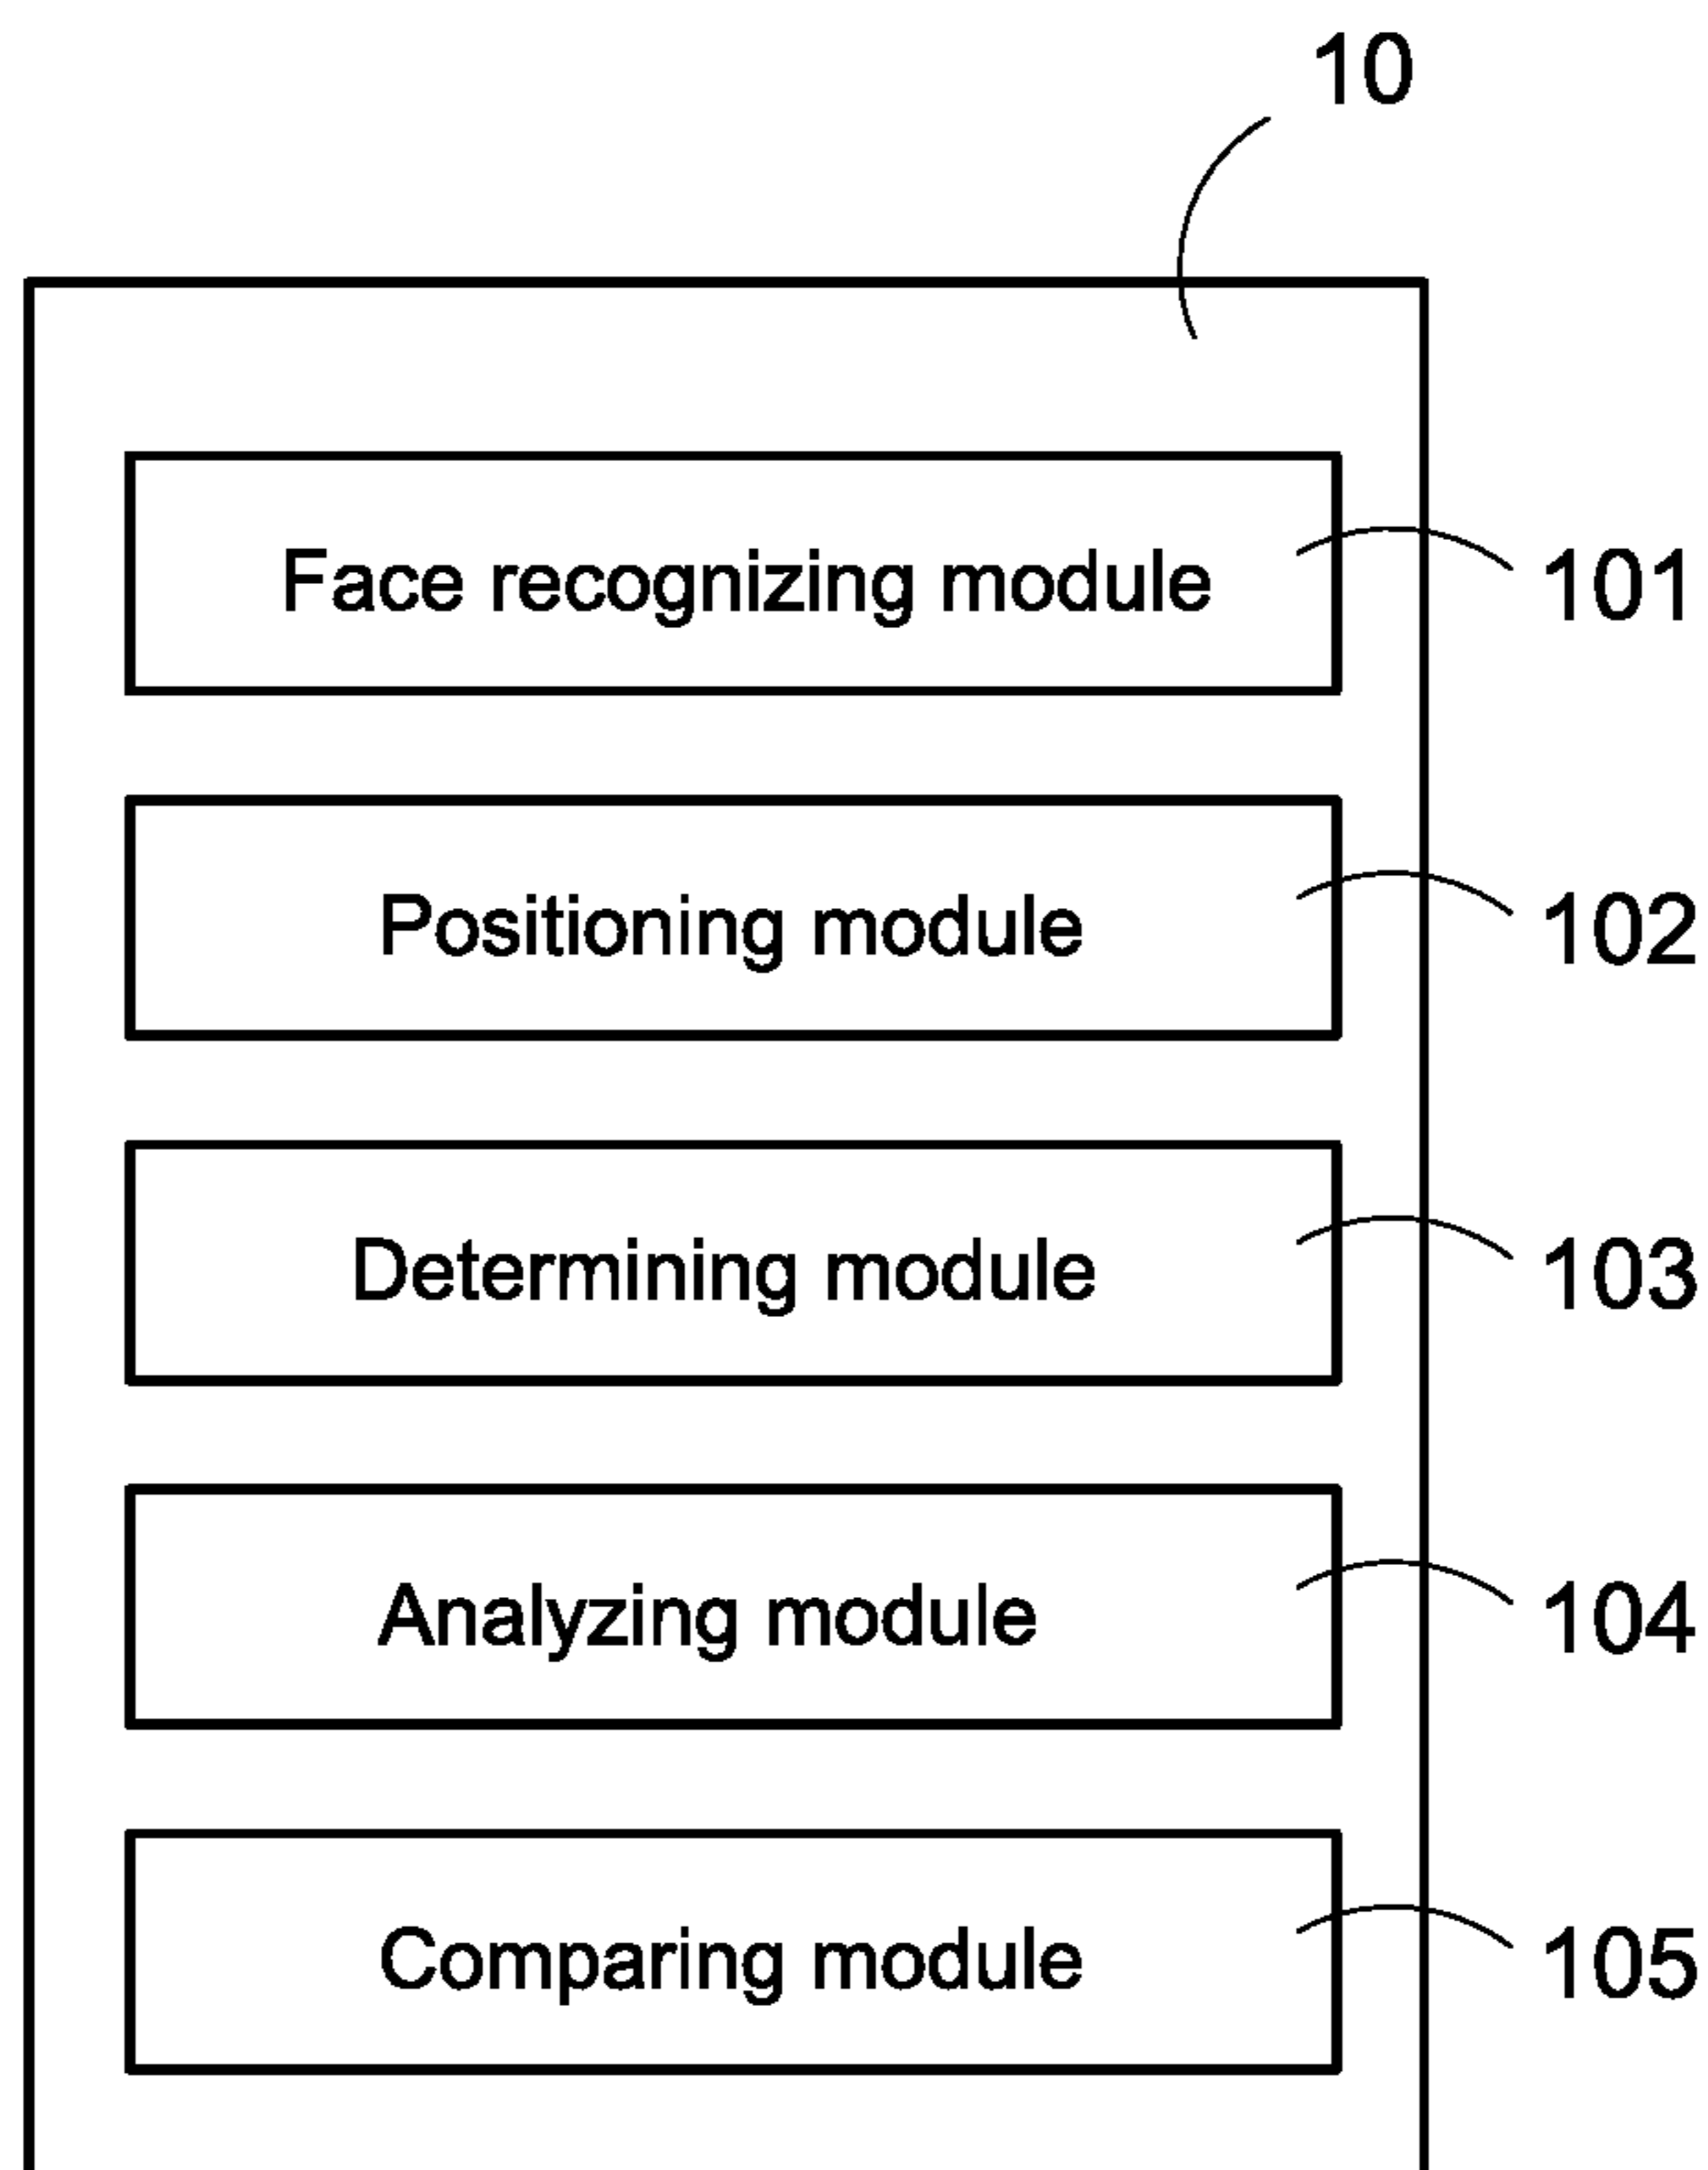 10
Face recognizing module 101
Positioning module 102
Determining module 103
Analyzing module 104
Comparing module 105